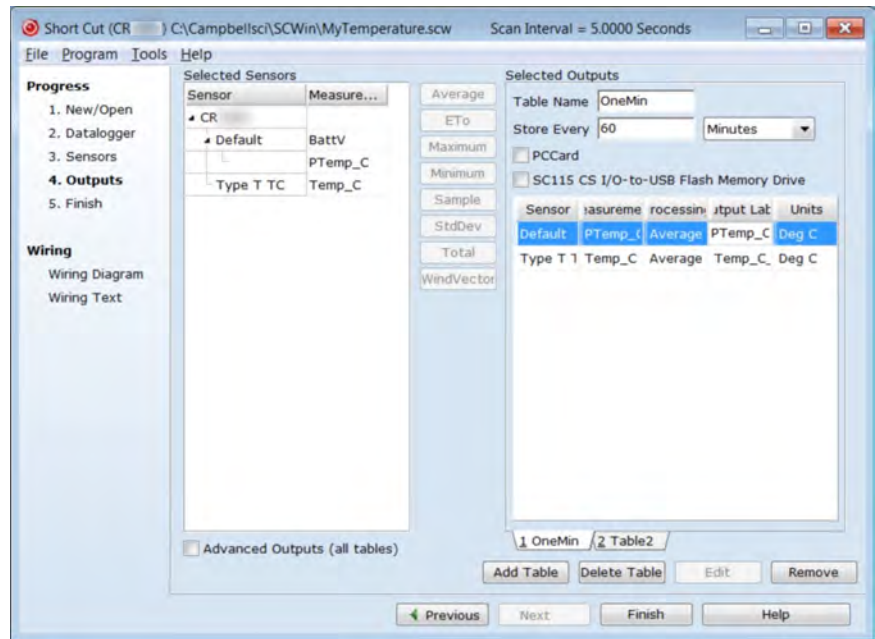 Short Cut (CR ) C:\Campbellsci\SCWin\MyTemperature.scw Scan Interval = 5.0000 Seconds
File Program Tools Help
Progress
1. New/Open
2. Datalogger
3. Sensors
4. Outputs
5. Finish
Wiring
Wiring Diagram
Wiring Text
Selected Sensors
Sensor Measure...
CR
Default BattV
PTemp_C
Type T TC Temp_C
Advanced Outputs (all tables)
Average
ETo
Maximum
Minimum
Sample
StdDev
Total
WindVector
Selected Outputs
Table Name OneMin
Store Every 60 Minutes
PCCard
SC115 CS I/O-to-USB Flash Memory Drive
Sensor easureme rocessin utput Lab Units
Default PTemp_C Average PTemp_C Deg C
Type T T Temp_C Average Temp_C_ Deg C
1 OneMin 2 Table2
Add Table Delete Table Edit Remove
Previous Next Finish Help